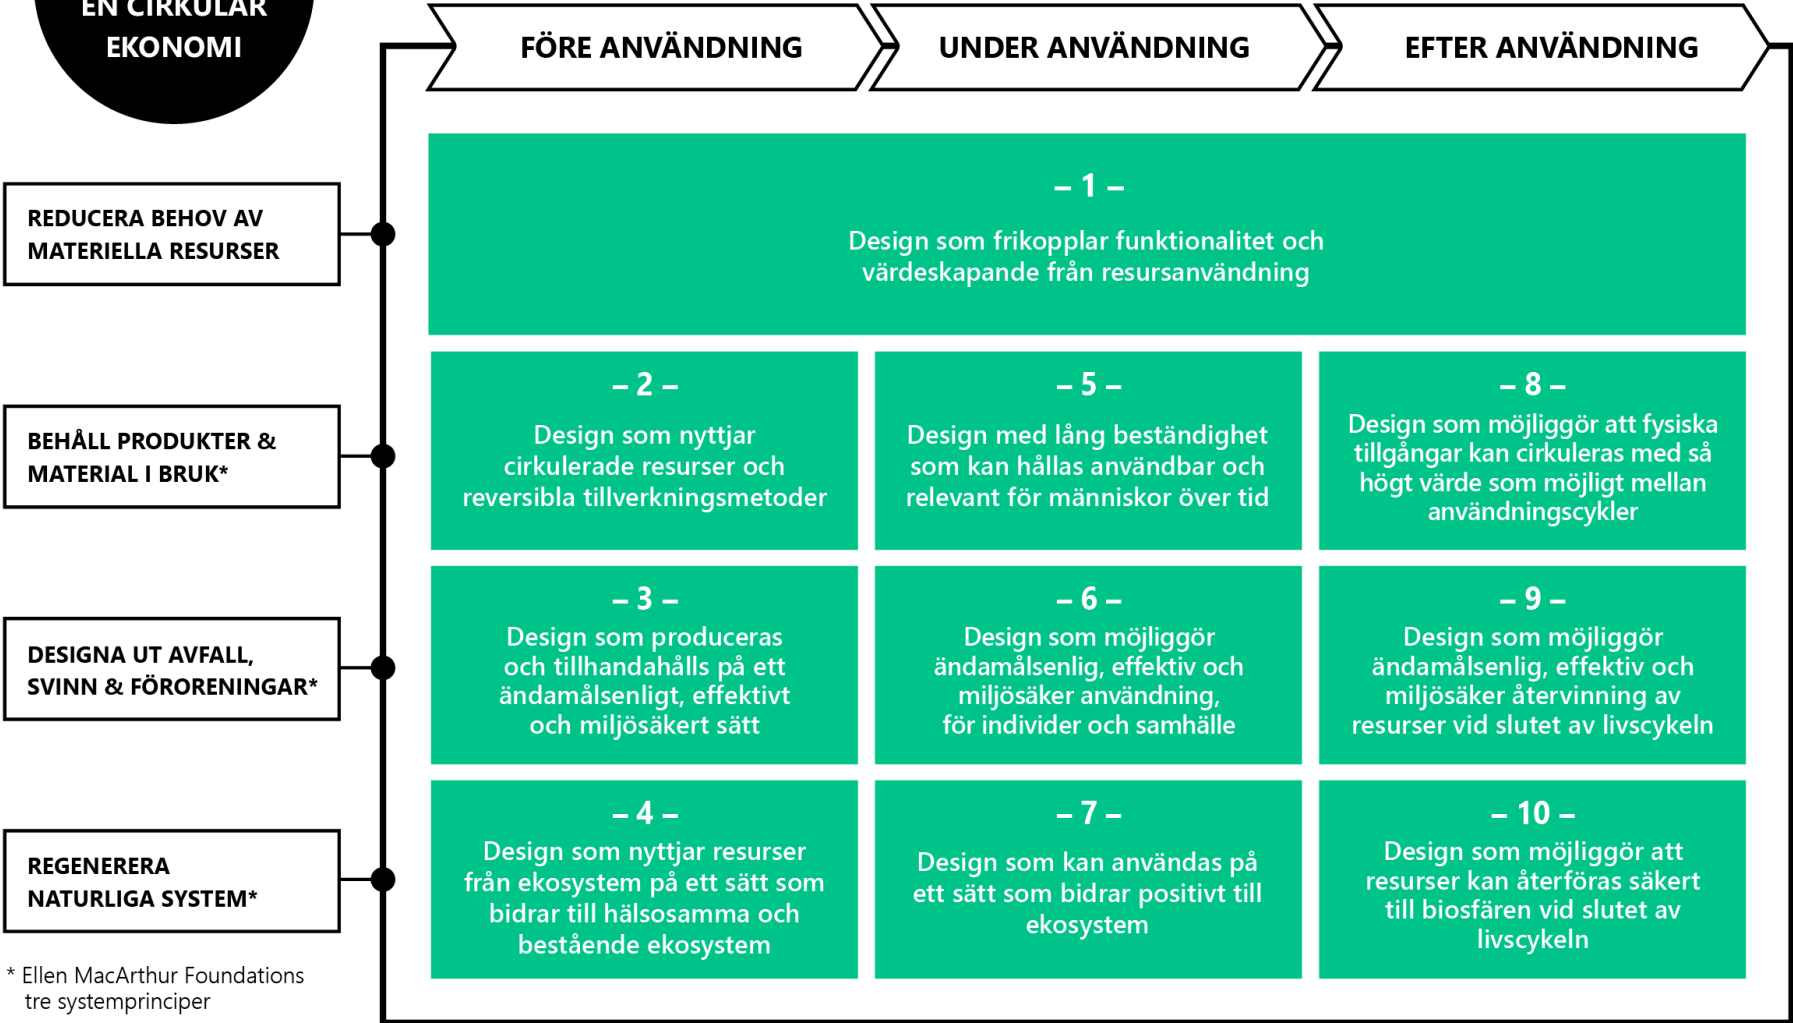 EN CIRKULÄR
EKONOMI
FÖRE ANVÄNDNING
UNDER ANVÄNDNING
EFTER ANVÄNDNING
REDUCERA BEHOV AV
MATERIELLA RESURSER
– 1 –
Design som frikopplar funktionalitet och
värdeskapande från resursanvändning
BEHÅLL PRODUKTER &
MATERIAL I BRUK*
– 2 –
Design som nyttjar
cirkulerade resurser och
reversibla tillverkningsmetoder
– 5 –
Design med lång beständighet
som kan hållas användbar och
relevant för människor över tid
– 8 –
Design som möjliggör att fysiska
tillgångar kan cirkuleras med så
högt värde som möjligt mellan
användningscykler
DESIGNA UT AVFALL,
SVINN & FÖRORENINGAR*
– 3 –
Design som produceras
och tillhandahålls på ett
ändamålsenligt, effektivt
och miljösäkert sätt
– 6 –
Design som möjliggör
ändamålsenlig, effektiv och
miljösäker användning,
för individer och samhälle
– 9 –
Design som möjliggör
ändamålsenlig, effektiv och
miljösäker återvinning av
resurser vid slutet av livscykeln
REGENERERA
NATURLIGA SYSTEM*
– 4 –
Design som nyttjar resurser
från ekosystem på ett sätt som
bidrar till hälsosamma och
bestående ekosystem
– 7 –
Design som kan användas på
ett sätt som bidrar positivt till
ekosystem
– 10 –
Design som möjliggör att
resurser kan återföras säkert
till biosfären vid slutet av
livscykeln
* Ellen MacArthur Foundations
tre systemprinciper